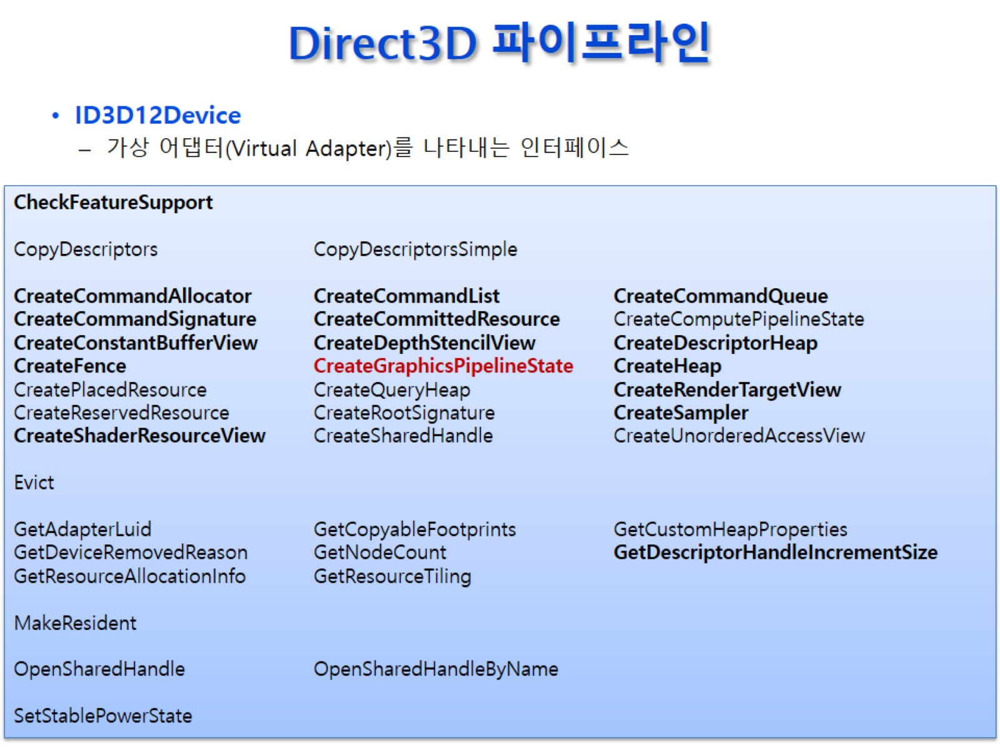 Direct3D 파이프라인
• ID3D12Device
– 가상 어댑터(Virtual Adapter)를 나타내는 인터페이스
CheckFeatureSupport
CopyDescriptors CopyDescriptorsSimple
CreateCommandAllocator CreateCommandList CreateCommandQueue
CreateCommandSignature CreateCommittedResource CreateComputePipelineState
CreateConstantBufferView CreateDepthStencilView CreateDescriptorHeap
CreateFence CreateGraphicsPipelineState CreateHeap
CreatePlacedResource CreateQueryHeap CreateRenderTargetView
CreateReservedResource CreateRootSignature CreateSampler
CreateShaderResourceView CreateSharedHandle CreateUnorderedAccessView
Evict
GetAdapterLuid GetCopyableFootprints GetCustomHeapProperties
GetDeviceRemovedReason GetNodeCount GetDescriptorHandleIncrementSize
GetResourceAllocationInfo GetResourceTiling
MakeResident
OpenSharedHandle OpenSharedHandleByName
SetStablePowerState